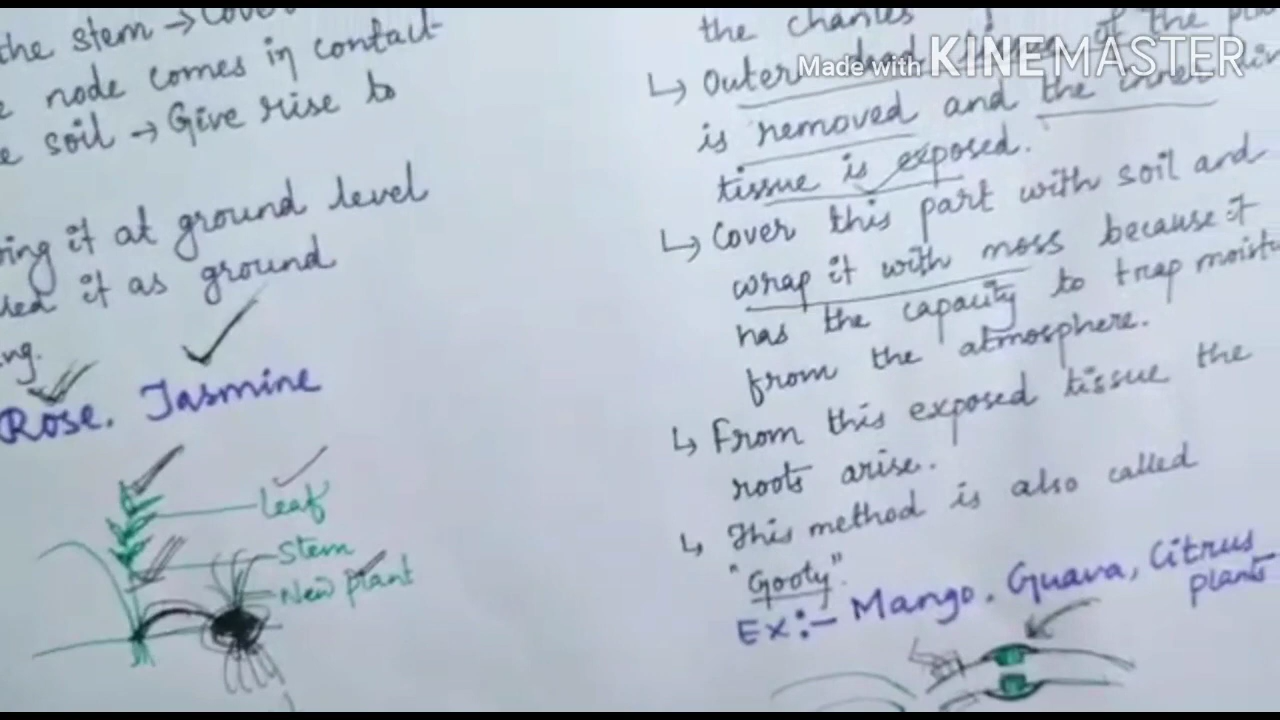 the stem → Cover
node comes in contact
soil → Give rise to
it at ground level
it as ground
Rose. Jasmine
Leaf
Stem
New plant
Made with KINEMASTER
the
↳ Outer dead of the
is removed and the inner
tissue is exposed.
↳ Cover this part with soil and
wrap it with moss because it
has the capacity to trap moistu
from the atmosphere.
↳ From this exposed tissue the
roots arise.
↳ This method is also called
"Gooty".
Ex:- Mango. Guava, Citrus
plants